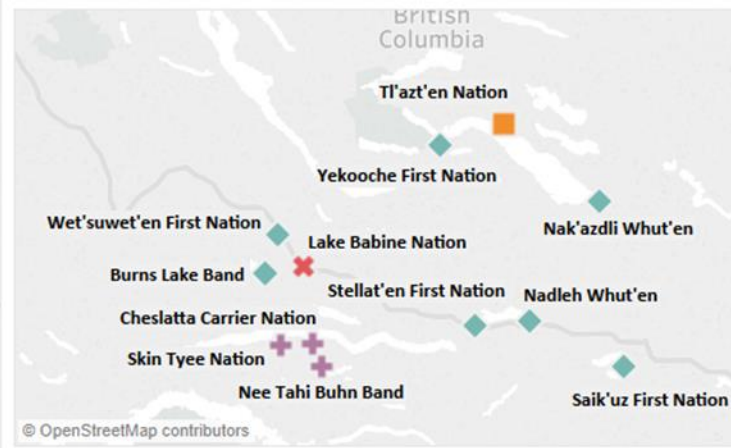 British
Columbia
Tl'azt'en Nation
Yekooche First Nation
Nak'azdli Whut'en
Wet'suwet'en First Nation
Lake Babine Nation
Burns Lake Band
Stellat'en First Nation
Nadleh Whut'en
Cheslatta Carrier Nation
Skin Tyee Nation
Nee Tahi Buhn Band
Saik'uz First Nation
© OpenStreetMap contributors